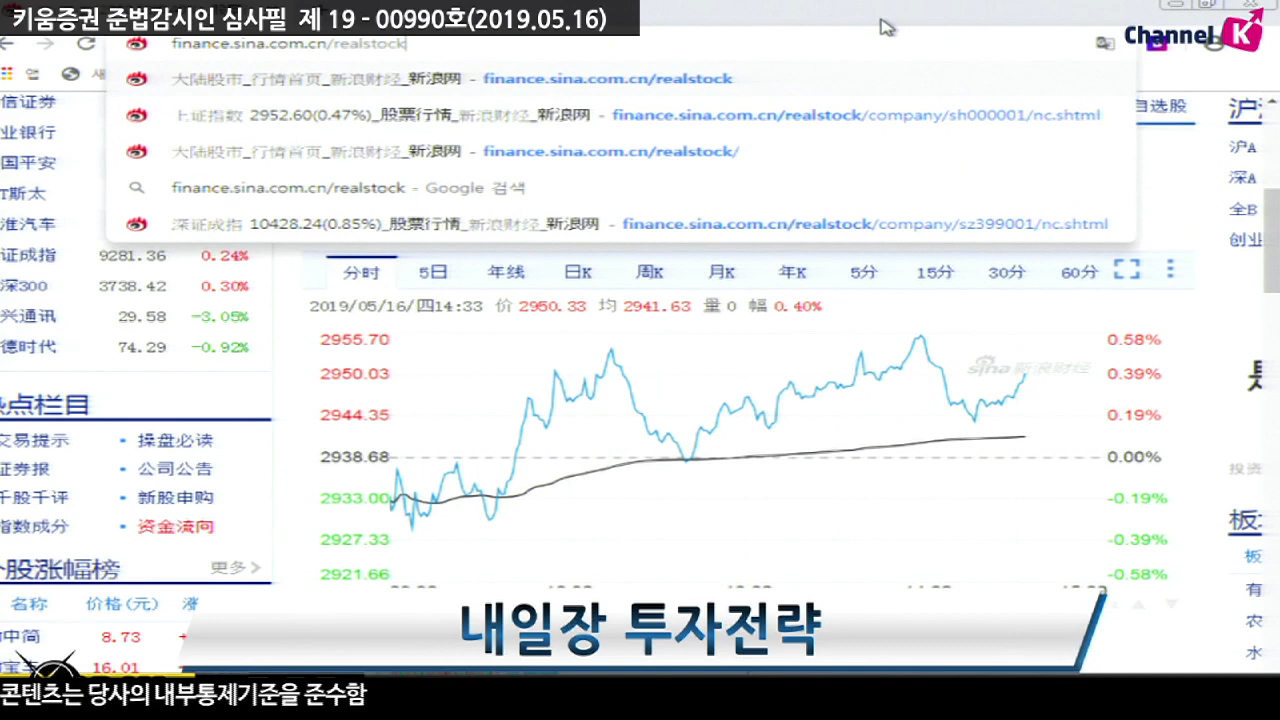 키움증권 준법감시인 심사필 제 19 - 00990호(2019.05.16)
Channel K
finance.sina.com.cn/realstock
大陆股市_行情首页_新浪财经_新浪网 - finance.sina.com.cn/realstock
上证指数 2952.60(0.47%)_股票行情_新浪财经_新浪网 - finance.sina.com.cn/realstock/company/sh000001/nc.shtml
大陆股市_行情首页_新浪财经_新浪网 - finance.sina.com.cn/realstock/
finance.sina.com.cn/realstock - Google 검색
深证成指 10428.24(0.85%)_股票行情_新浪财经_新浪网 - finance.sina.com.cn/realstock/company/sz399001/nc.shtml
信证券
业银行
国平安
T斯太
淮汽车
证成指 9281.36 0.24%
深300 3738.42 0.30%
兴通讯 29.58 -3.05%
德时代 74.29 -0.92%
自选股
沪A
深A
全B
创业
分时 5日 年线 日K 周K 月K 年K 5分 15分 30分 60分
2019/05/16/四14:33 价 2950.33 均 2941.63 量 0 幅 0.40%
2955.70 0.58%
2950.03 0.39%
2944.35 0.19%
2938.68 0.00%
2933.00 -0.19%
2927.33 -0.39%
2921.66 -0.58%
sina 新浪财经
点栏目
交易提示 • 操盘必读
证券报 • 公司公告
千股千评 • 新股申购
指数成分 • 资金流向
股涨幅榜 更多 >
名称 价格(元) 涨
中简 8.73
宝 16.01
投资
板
有
农
水
내일장 투자전략
콘텐츠는 당사의 내부통제기준을 준수함